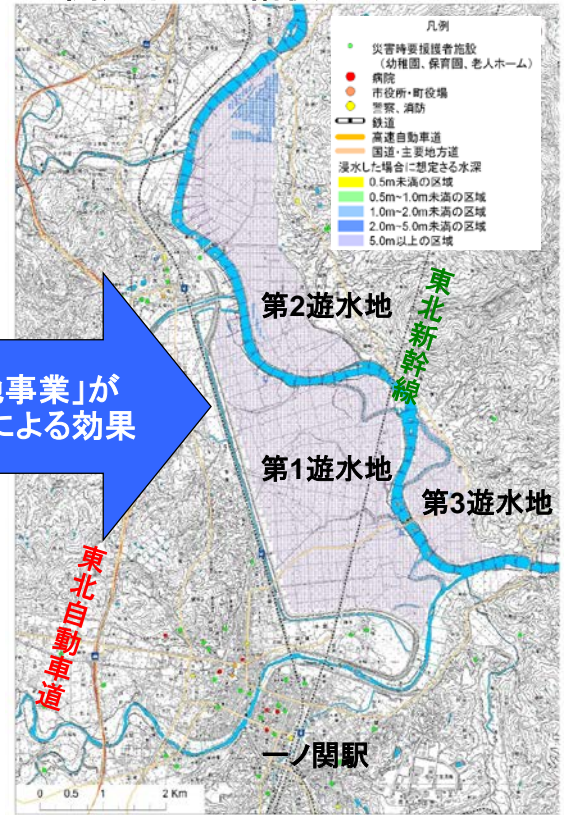 凡例
災害時要援護者施設
（幼稚園、保育園、老人ホーム）
病院
市役所・町役場
警察、消防
鉄道
高速自動車道
国道・主要地方道
浸水した場合に想定さる水深
0.5m未満の区域
0.5m~1.0m未満の区域
1.0m~2.0m未満の区域
2.0m~5.0m未満の区域
5.0m以上の区域
東北新幹線
第2遊水地
事業」が
による効果
第1遊水地
第3遊水地
東北自動車道
一ノ関駅
0 0.5 1 2 Km